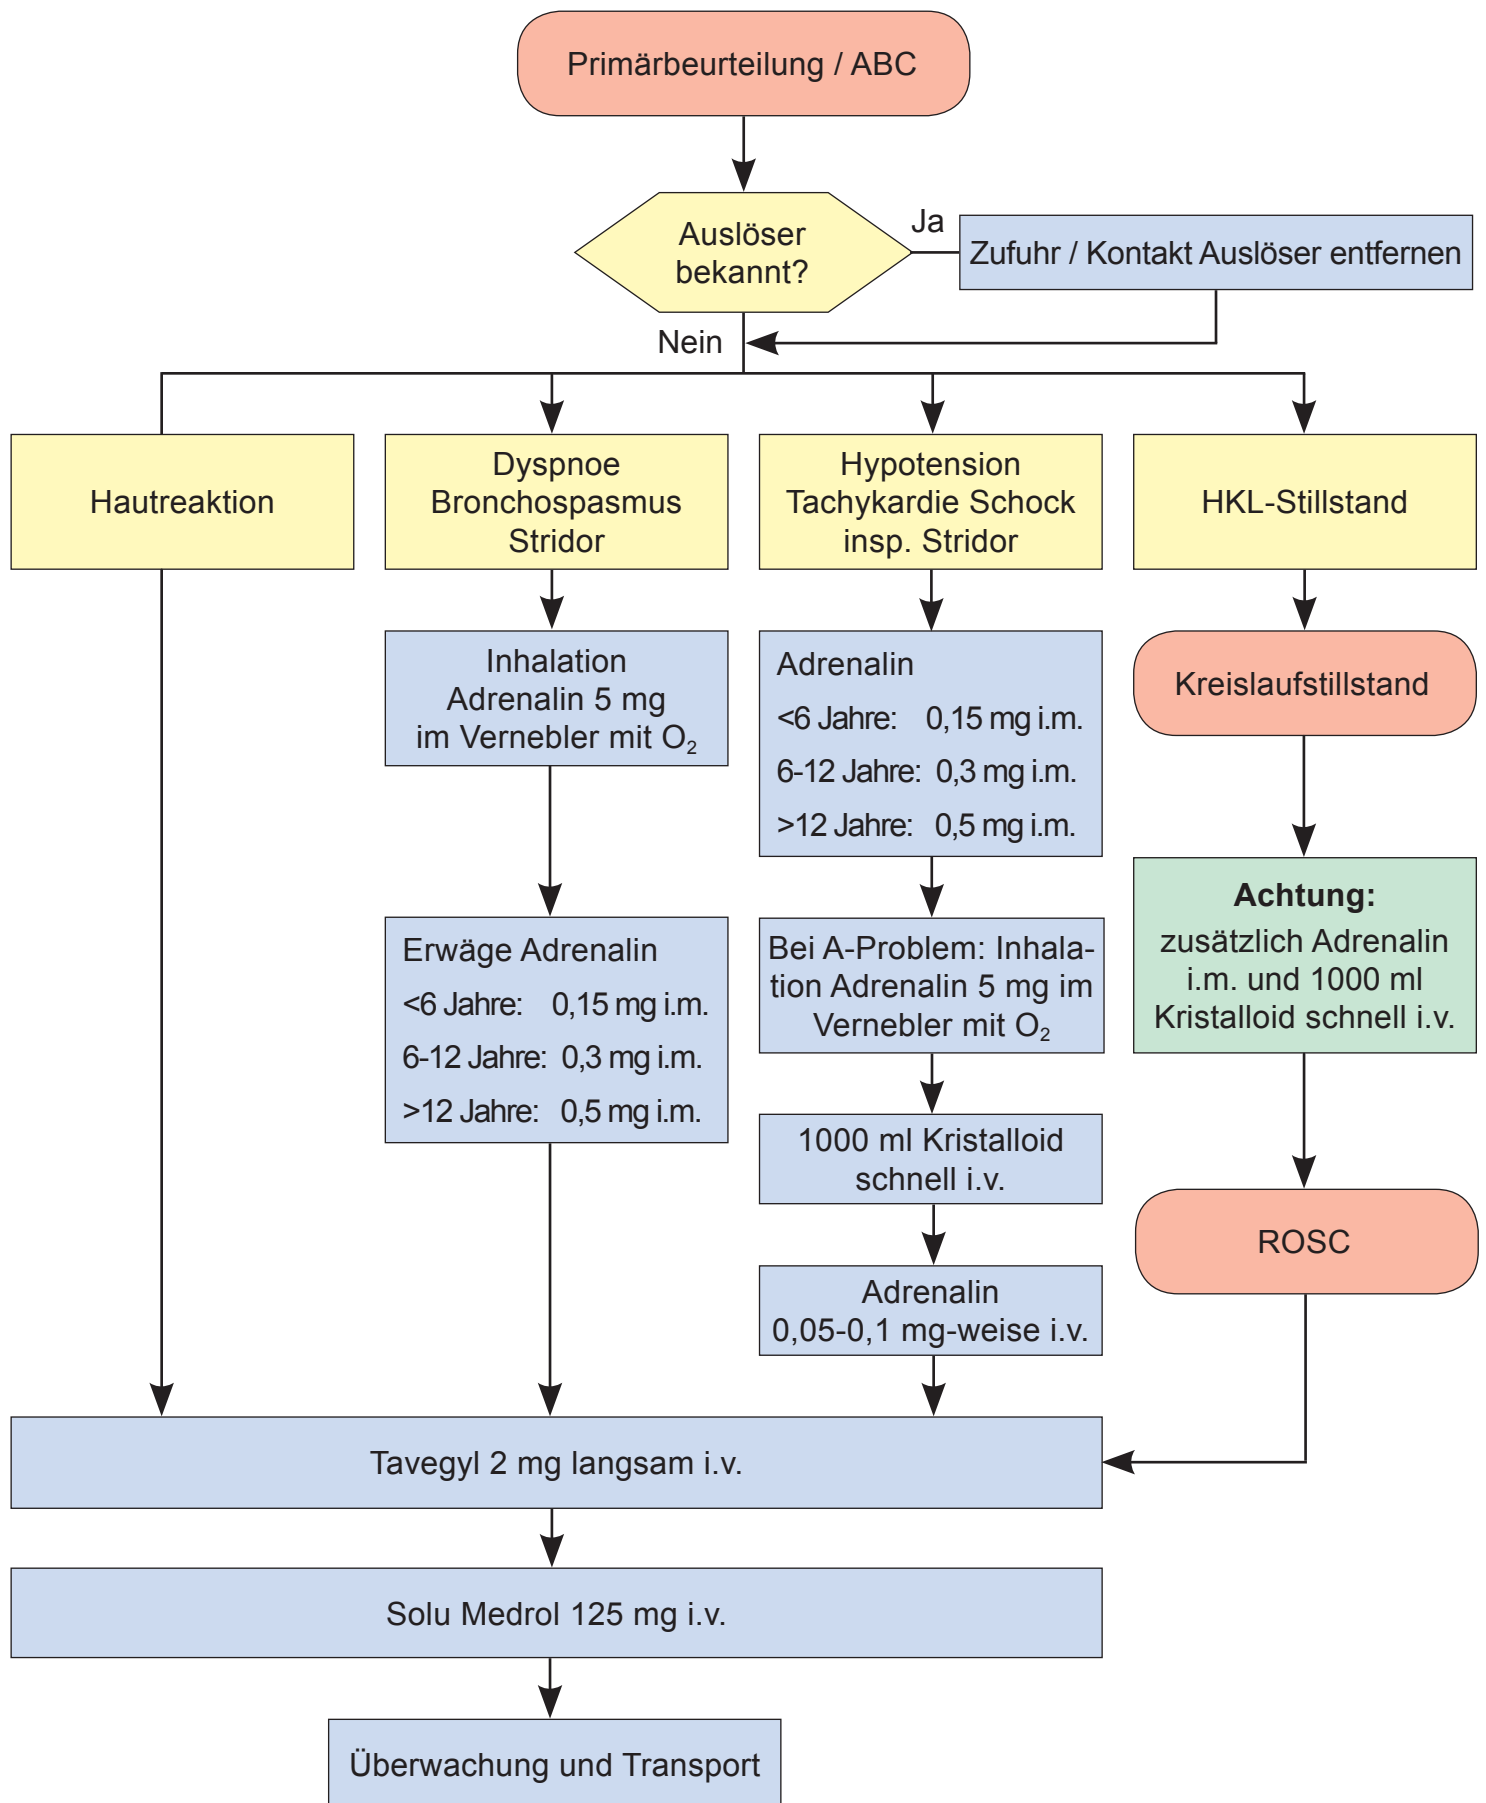 Primärbeurteilung / ABC
Auslöser
bekannt?
Ja
Zufuhr / Kontakt Auslöser entfernen
Nein
Hautreaktion
Dyspnoe
Bronchospasmus
Stridor
Hypotension
Tachykardie Schock
insp. Stridor
HKL-Stillstand
Inhalation
Adrenalin 5 mg
im Vernebler mit O₂
Erwäge Adrenalin
<6 Jahre: 0,15 mg i.m.
6-12 Jahre: 0,3 mg i.m.
>12 Jahre: 0,5 mg i.m.
Adrenalin
<6 Jahre: 0,15 mg i.m.
6-12 Jahre: 0,3 mg i.m.
>12 Jahre: 0,5 mg i.m.
Bei A-Problem: Inhala-
tion Adrenalin 5 mg im
Vernebler mit O₂
1000 ml Kristalloid
schnell i.v.
Adrenalin
0,05-0,1 mg-weise i.v.
Kreislaufstillstand
Achtung:
zusätzlich Adrenalin
i.m. und 1000 ml
Kristalloid schnell i.v.
ROSC
Tavegyl 2 mg langsam i.v.
Solu Medrol 125 mg i.v.
Überwachung und Transport